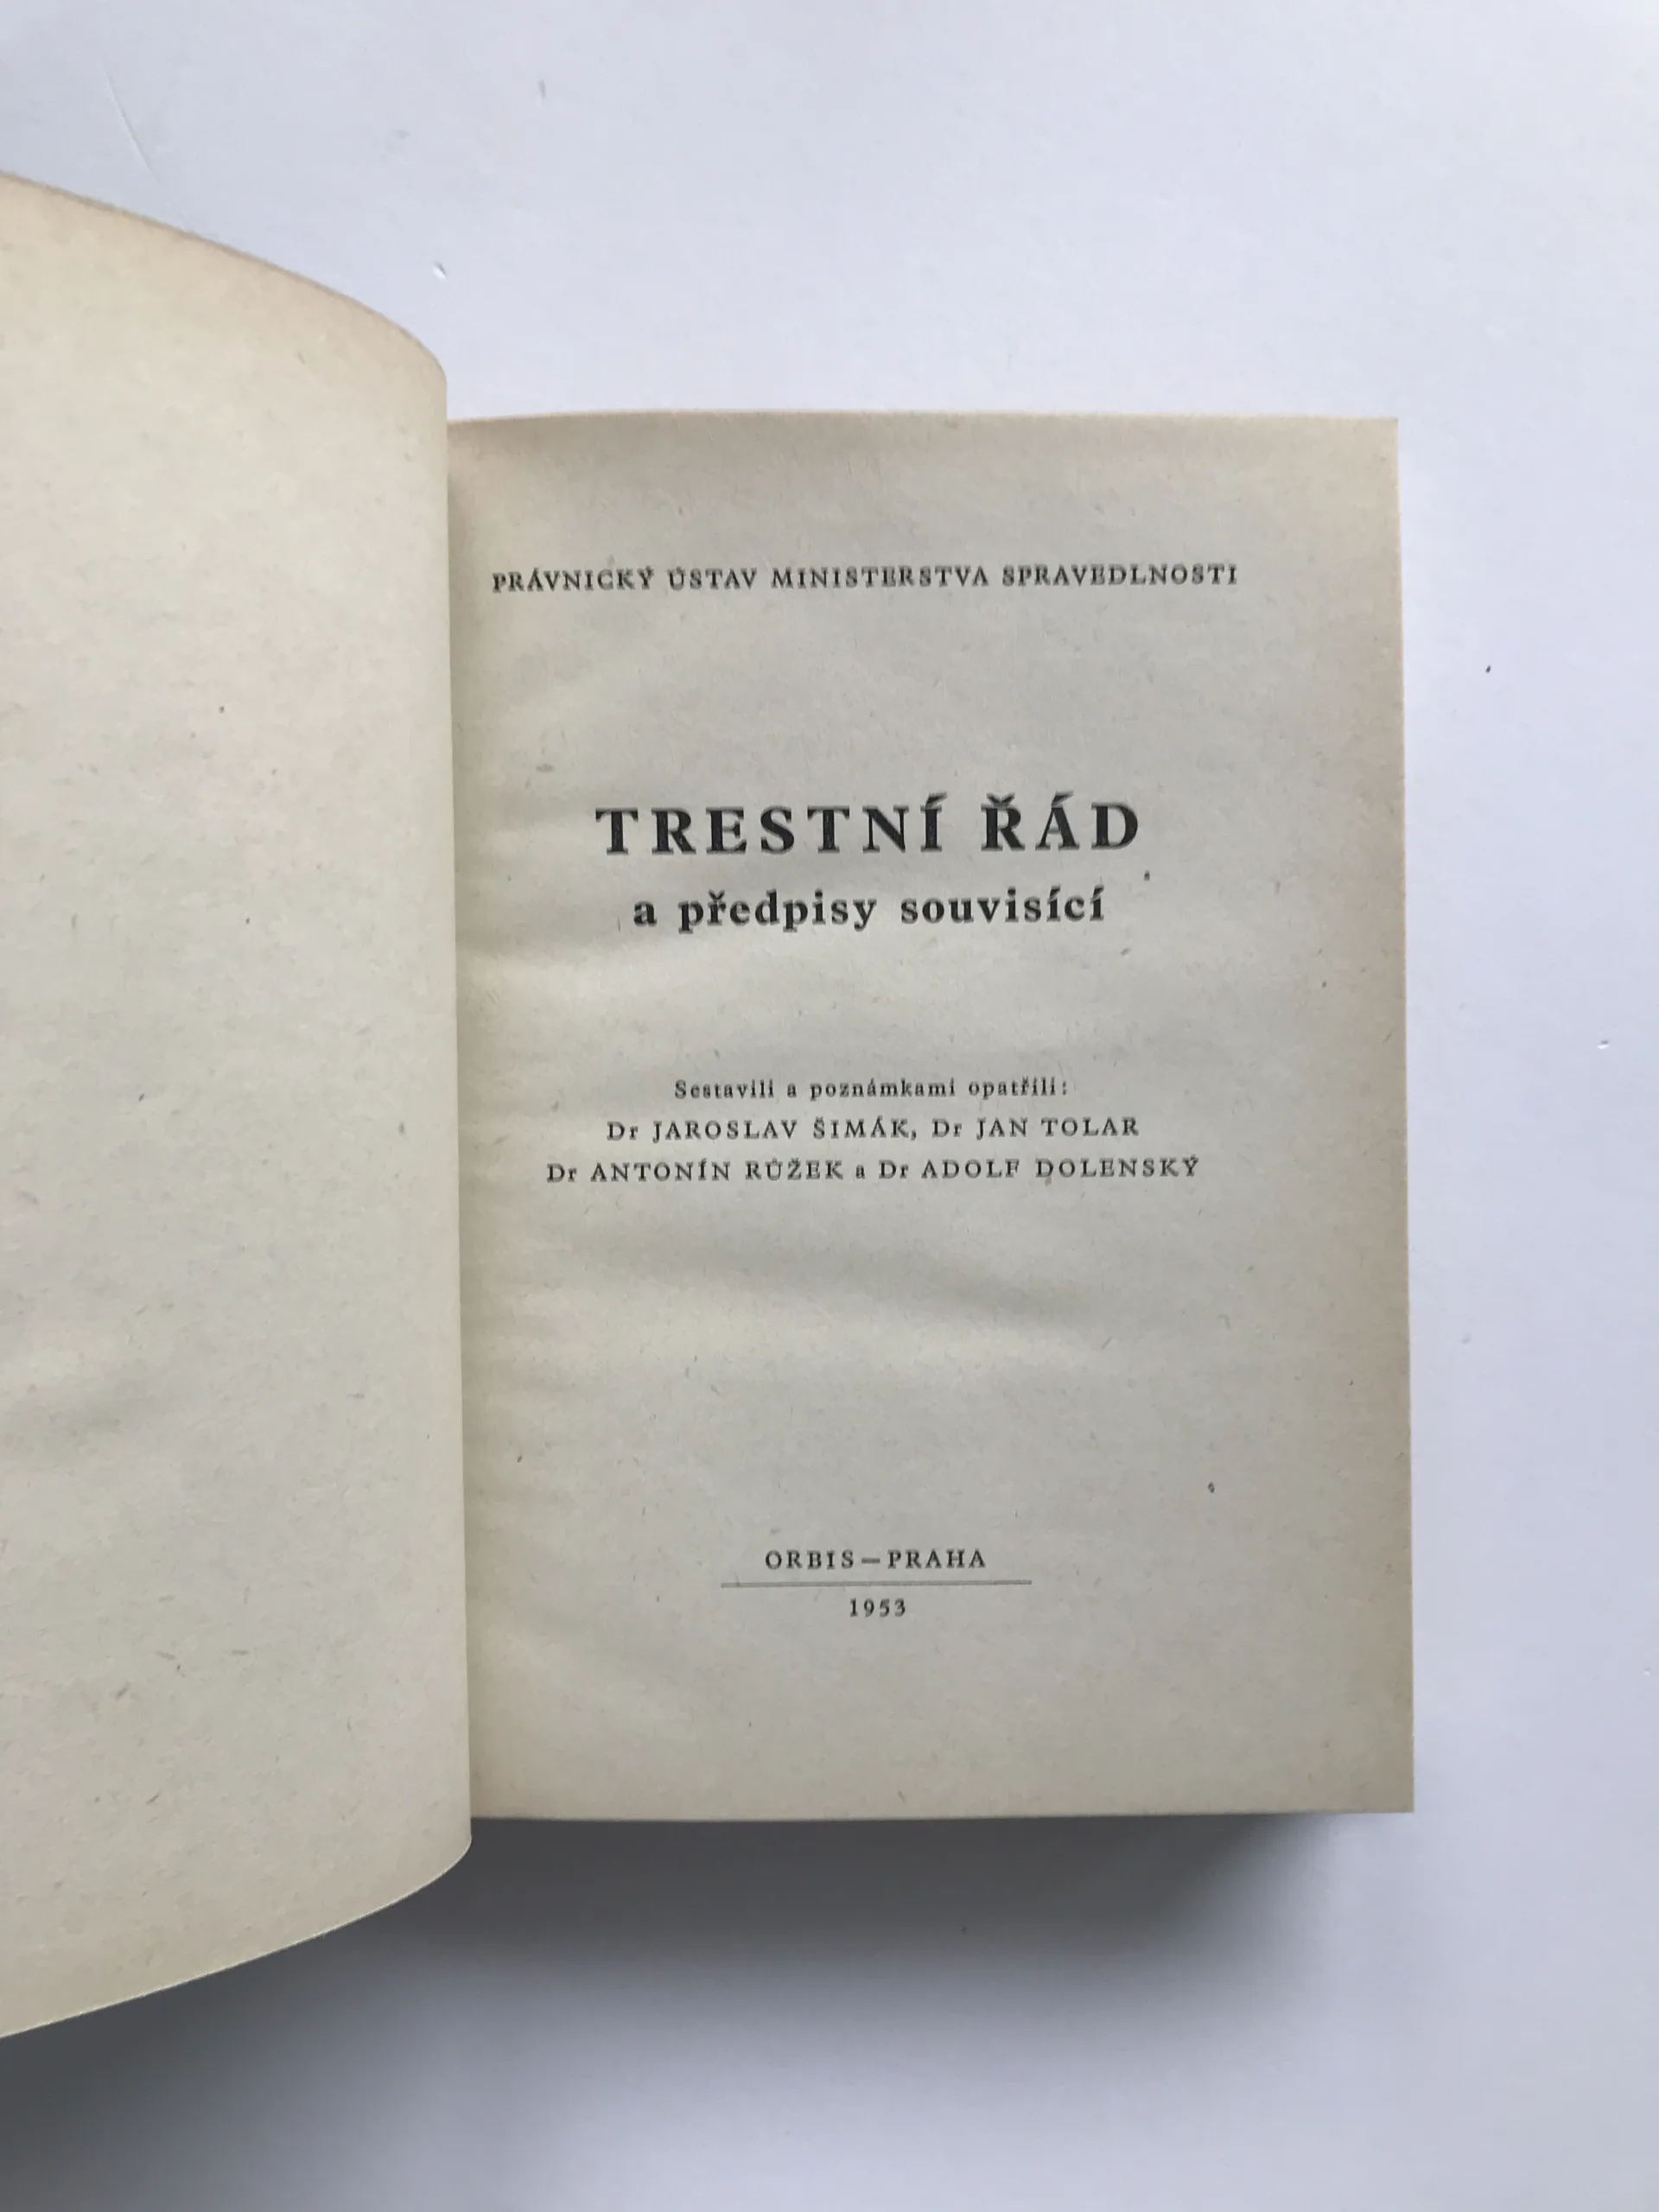 PRÁVNICKÝ ÚSTAV MINISTERSTVA SPRAVEDLNOSTI
TRESTNÍ ŘÁD
a předpisy souvisící
Sestavili a poznámkami opatřili:
Dr JAROSLAV ŠIMÁK, Dr JAN TOLAR
Dr ANTONÍN RŮŽEK a Dr ADOLF DOLENSKÝ
ORBIS — PRAHA
1953